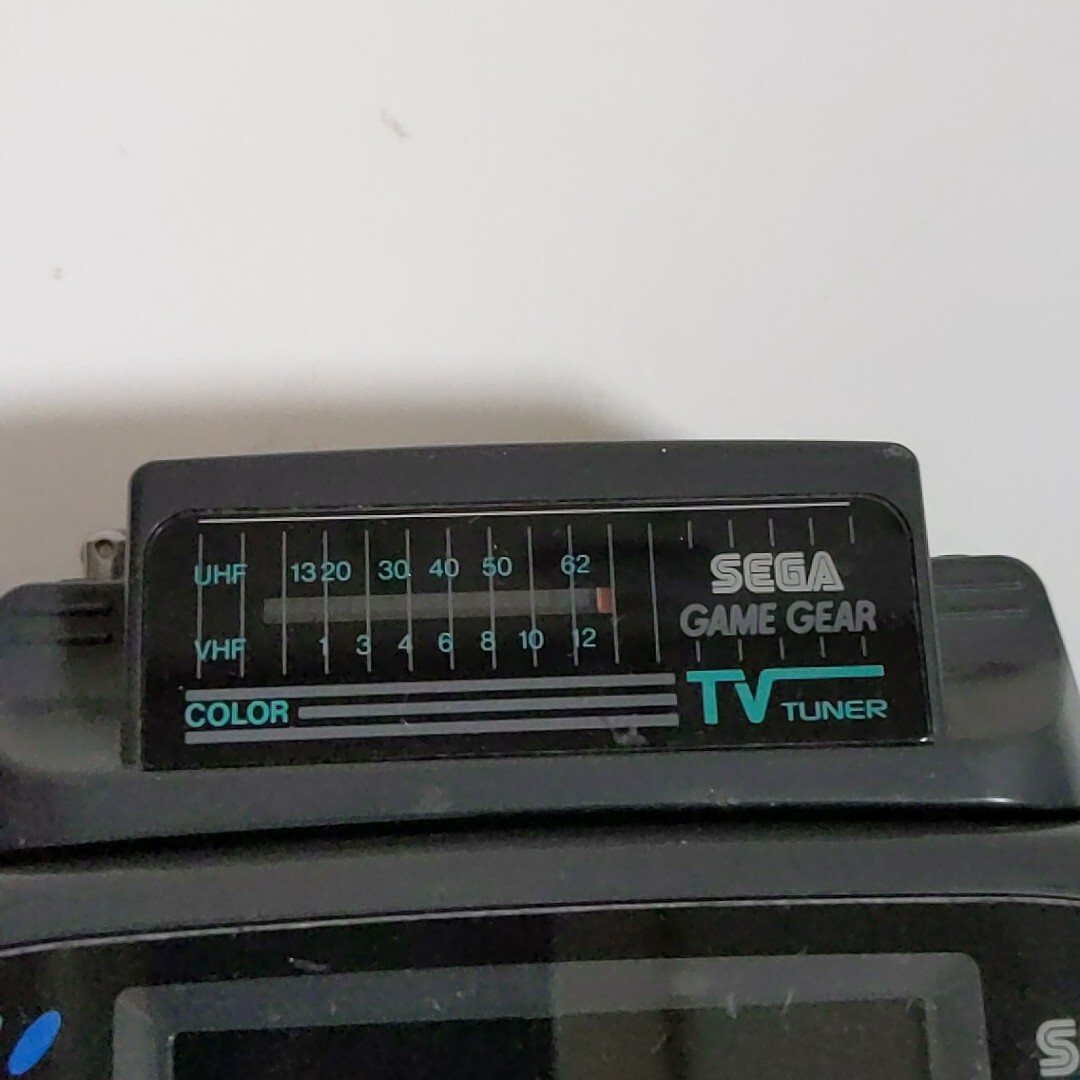 UHF 13 20 30 40 50 62
VHF 1 3 4 6 8 10 12
COLOR
SEGA
GAME GEAR
TV TUNER
S